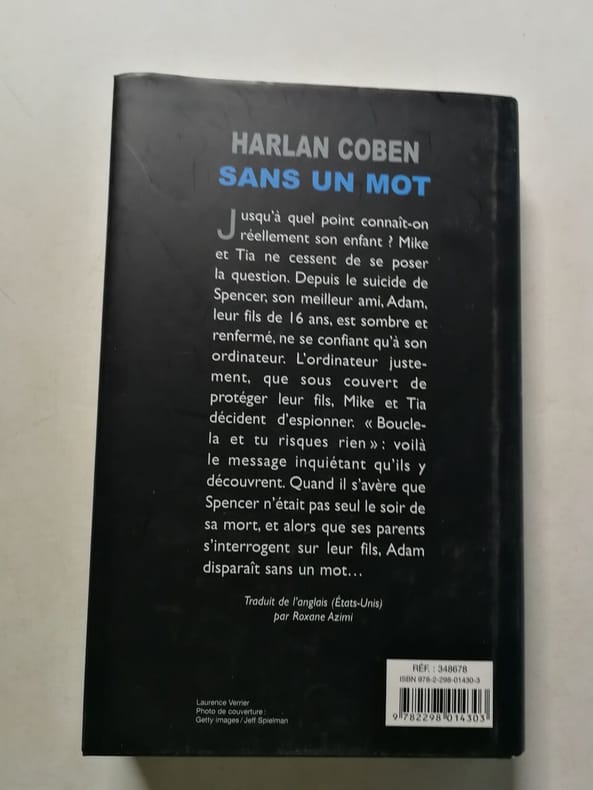 HARLAN COBEN
SANS UN MOT
Jusqu'à quel point connaît-on
réellement son enfant ? Mike
et Tia ne cessent de se poser
la question. Depuis le suicide de
Spencer, son meilleur ami, Adam,
leur fils de 16 ans, est sombre et
renfermé, ne se confiant qu'à son
ordinateur. L'ordinateur juste-
ment, que sous couvert de
protéger leur fils, Mike et Tia
décident d'espionner. « Boucle-
la et tu risques rien » : voilà
le message inquiétant qu'ils y
découvrent. Quand il s'avère que
Spencer n'était pas seul le soir de
sa mort, et alors que ses parents
s'interrogent sur leur fils, Adam
disparaît sans un mot…
Traduit de l'anglais (États-Unis)
par Roxane Azimi
RÉF. : 348678
ISBN 978-2-298-01430-3
9 782298 014303
Laurence Verrier
Photo de couverture :
Getty images / Jeff Spielman